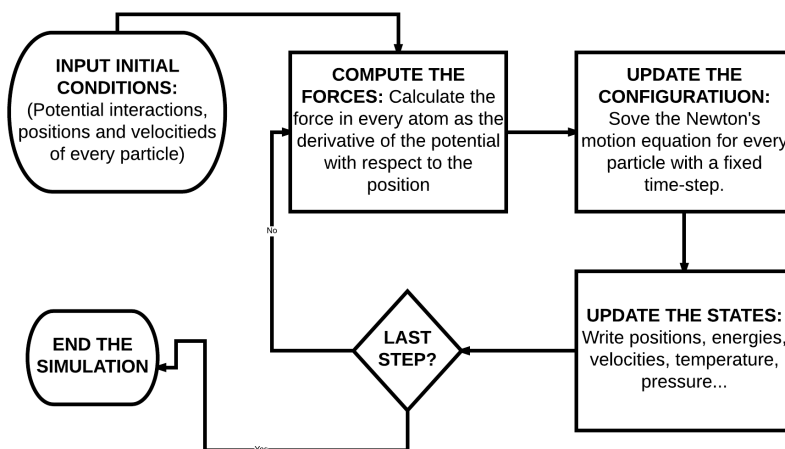 INPUT INITIAL
CONDITIONS:
(Potential interactions,
positions and velocitieds
of every particle)
COMPUTE THE
FORCES: Calculate the
force in every atom as the
derivative of the potential
with respect to the
position
UPDATE THE
CONFIGURATIUON:
Sove the Newton's
motion equation for every
particle with a fixed
time-step.
No
UPDATE THE STATES:
Write positions, energies,
velocities, temperature,
pressure...
LAST
STEP?
END THE
SIMULATION
Yes